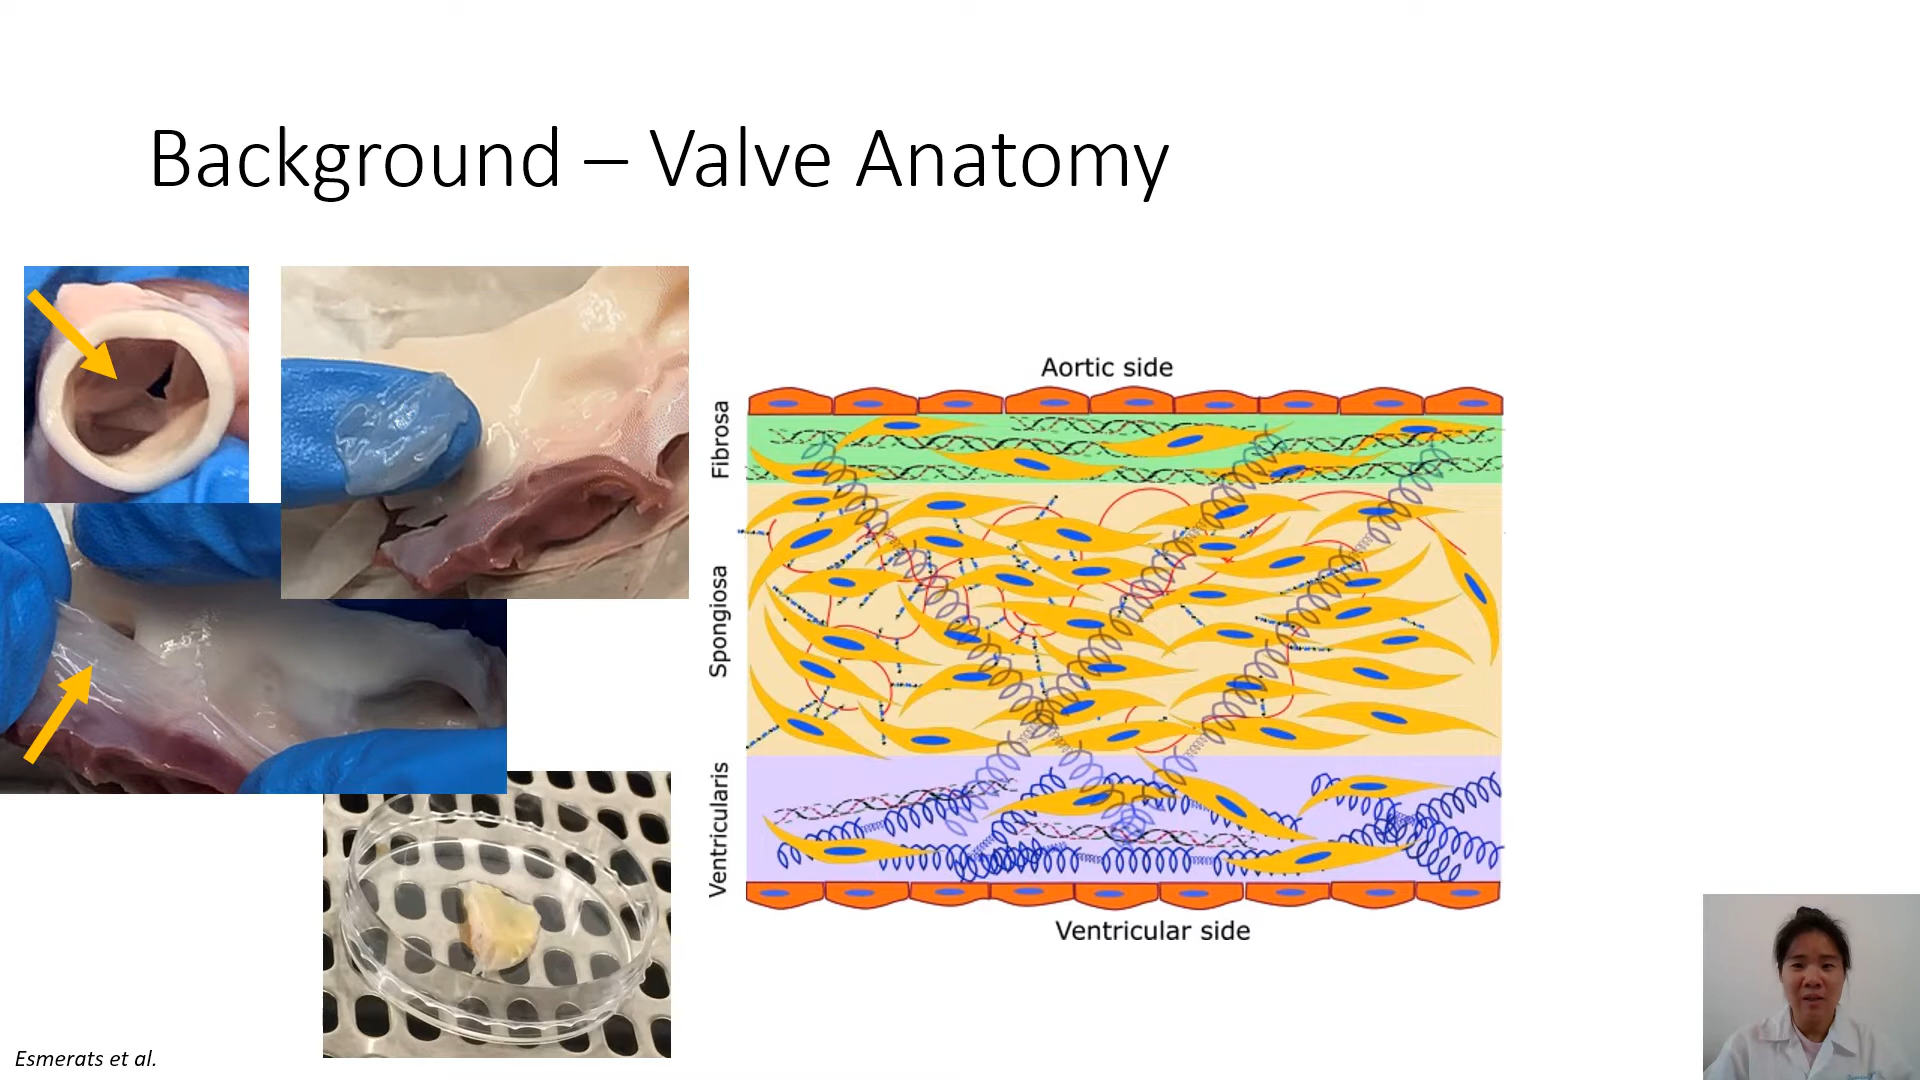 Background – Valve Anatomy
Aortic side
Fibrosa
Spongiosa
Ventricularis
Ventricular side
Esmerats et al.